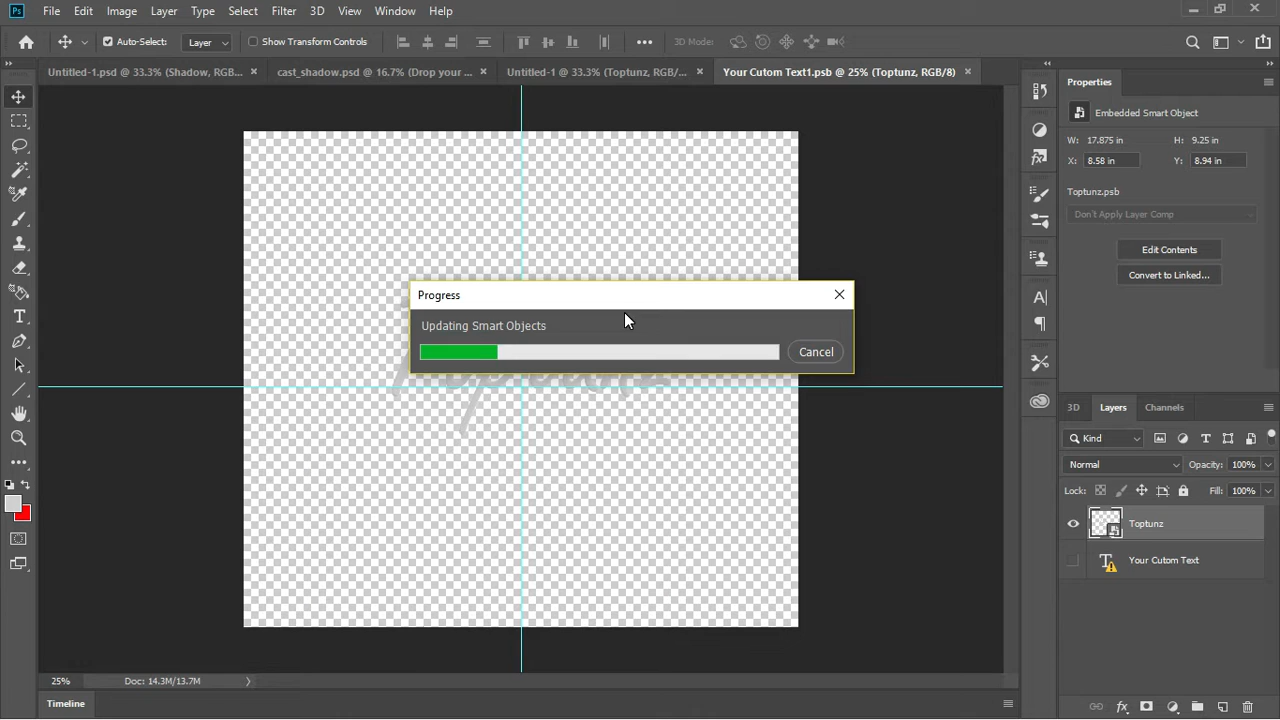 Ps File Edit Image Layer Type Select Filter 3D View Window Help
Auto-Select: Layer Show Transform Controls 3D Mode:
Untitled-1.psd @ 33.3% (Shadow, RGB... cast_shadow.psd @ 16.7% (Drop your ... Untitled-1 @ 33.3% (Toptunz, RGB/... Your Cutom Text1.psb @ 25% (Toptunz, RGB/8)
Properties
Embedded Smart Object
W: 17.875 in H: 9.25 in
X: 8.58 in Y: 8.94 in
Toptunz.psb
Don't Apply Layer Comp
Edit Contents
Convert to Linked...
Progress
Updating Smart Objects
Cancel
Toptunz
3D Layers Channels
Kind
Normal Opacity: 100%
Lock: Fill: 100%
Toptunz
Your Cutom Text
25% Doc: 14.3M/13.7M
Timeline